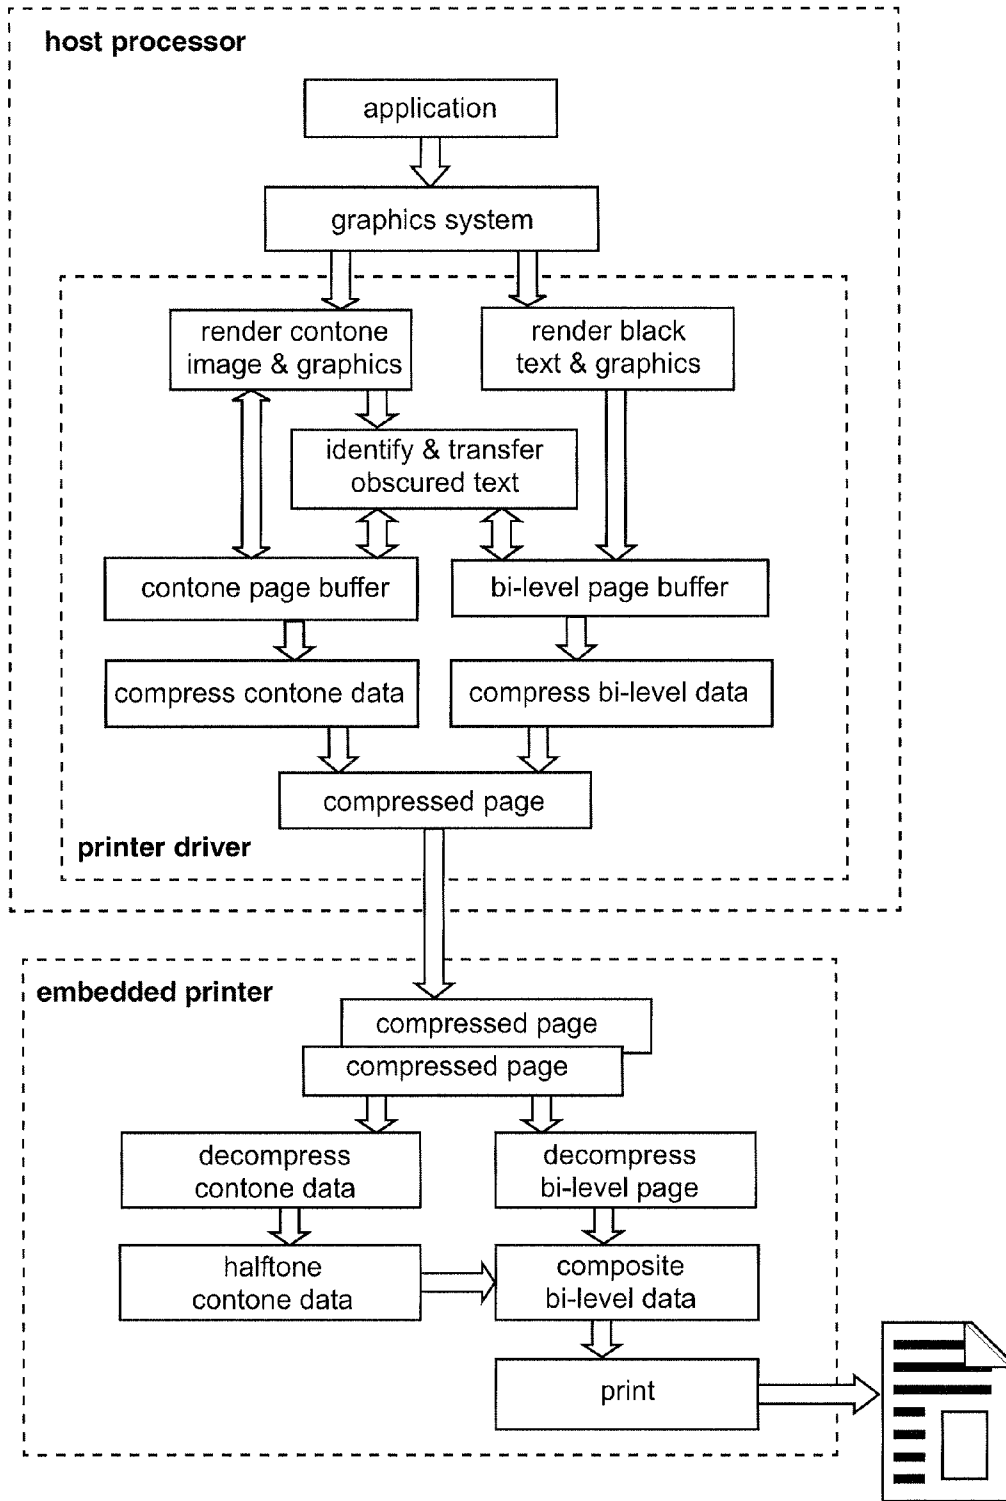 host processor
application
graphics system
render contone
image & graphics
render black
text & graphics
identify & transfer
obscured text
contone page buffer
bi-level page buffer
compress contone data
compress bi-level data
compressed page
printer driver
embedded printer
compressed page
compressed page
decompress
contone data
decompress
bi-level page
halftone
contone data
composite
bi-level data
print